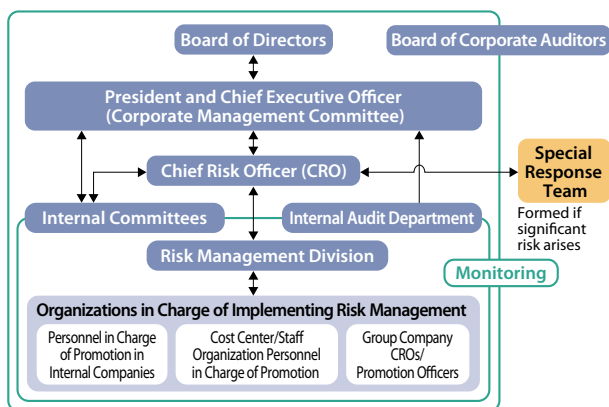 Board of Directors
Board of Corporate Auditors
President and Chief Executive Officer
(Corporate Management Committee)
Chief Risk Officer (CRO)
Special
Response
Team
Formed if
significant
risk arises
Internal Committees
Internal Audit Department
Risk Management Division
Monitoring
Organizations in Charge of Implementing Risk Management
Personnel in Charge
of Promotion in
Internal Companies
Cost Center/Staff
Organization Personnel
in Charge of Promotion
Group Company
CROs/
Promotion Officers